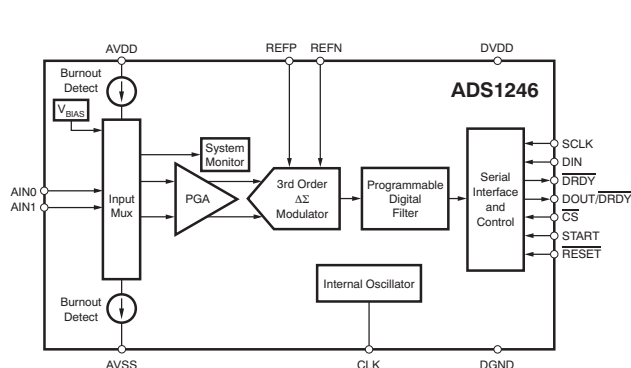 AVDD
REFP REFN
DVDD
Burnout
Detect
ADS1246
VBIAS
System
Monitor
SCLK
DIN
DRDY
DOUT/DRDY
CS
START
RESET
AIN0
AIN1
Input
Mux
PGA
3rd Order
ΔΣ
Modulator
Programmable
Digital
Filter
Serial
Interface
and
Control
Internal Oscillator
Burnout
Detect
AVSS
CLK
DGND